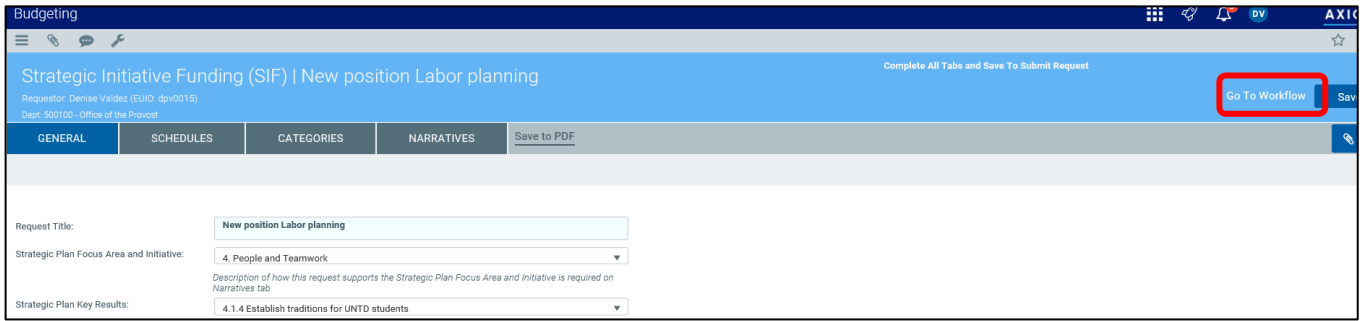 Budgeting
DV
AXIO
Strategic Initiative Funding (SIF) | New position Labor planning
Complete All Tabs and Save To Submit Request
Requestor: Denise Valdez (EUID: dpv0015)
Go To Workflow
Save
Dept: 500100 - Office of the Provost
GENERAL SCHEDULES CATEGORIES NARRATIVES Save to PDF
Request Title: New position Labor planning
Strategic Plan Focus Area and Initiative: 4. People and Teamwork
Description of how this request supports the Strategic Plan Focus Area and Initiative is required on
Narratives tab
Strategic Plan Key Results: 4.1.4 Establish traditions for UNTD students